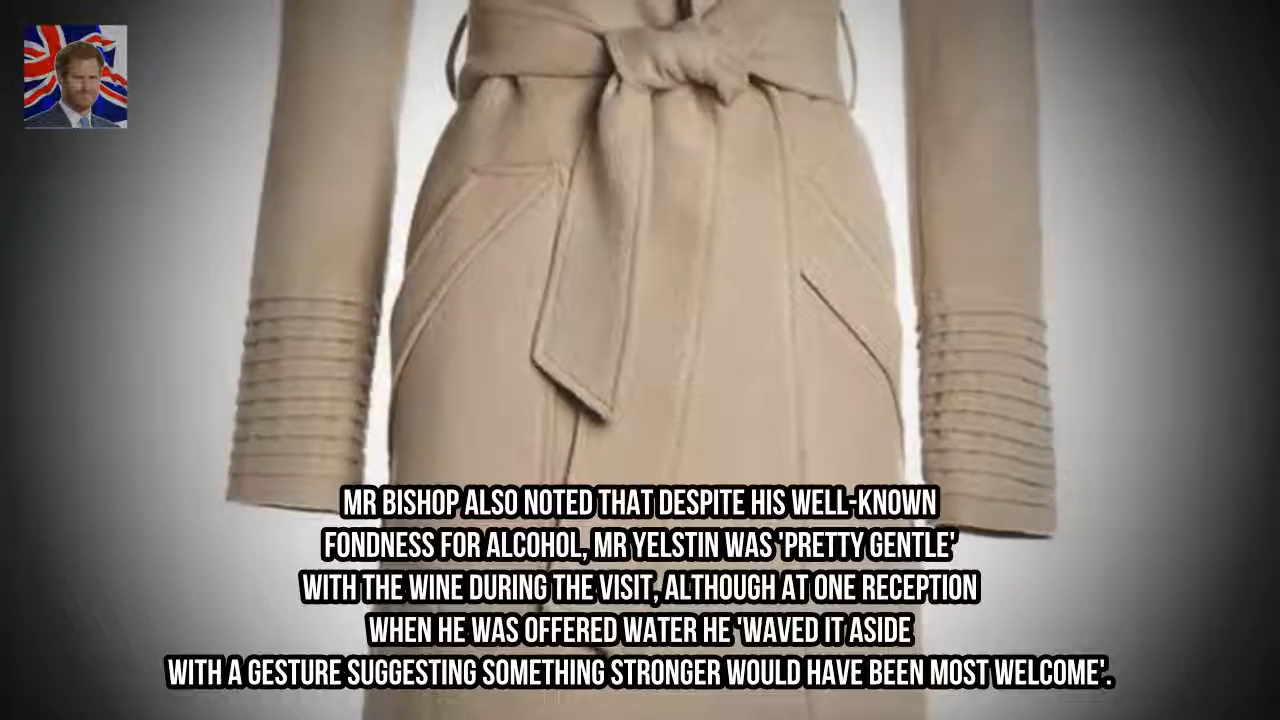 MR BISHOP ALSO NOTED THAT DESPITE HIS WELL-KNOWN
FONDNESS FOR ALCOHOL, MR YELSTIN WAS 'PRETTY GENTLE'
WITH THE WINE DURING THE VISIT, ALTHOUGH AT ONE RECEPTION
WHEN HE WAS OFFERED WATER HE 'WAVED IT ASIDE
WITH A GESTURE SUGGESTING SOMETHING STRONGER WOULD HAVE BEEN MOST WELCOME'.